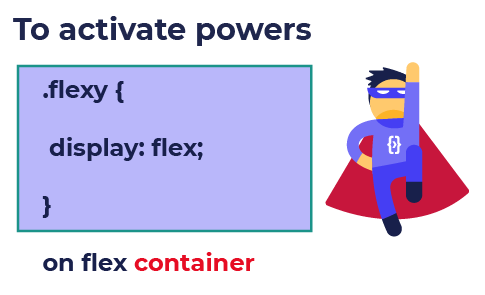 To activate powers
.flexy {
display: flex;
}
{}
on flex container